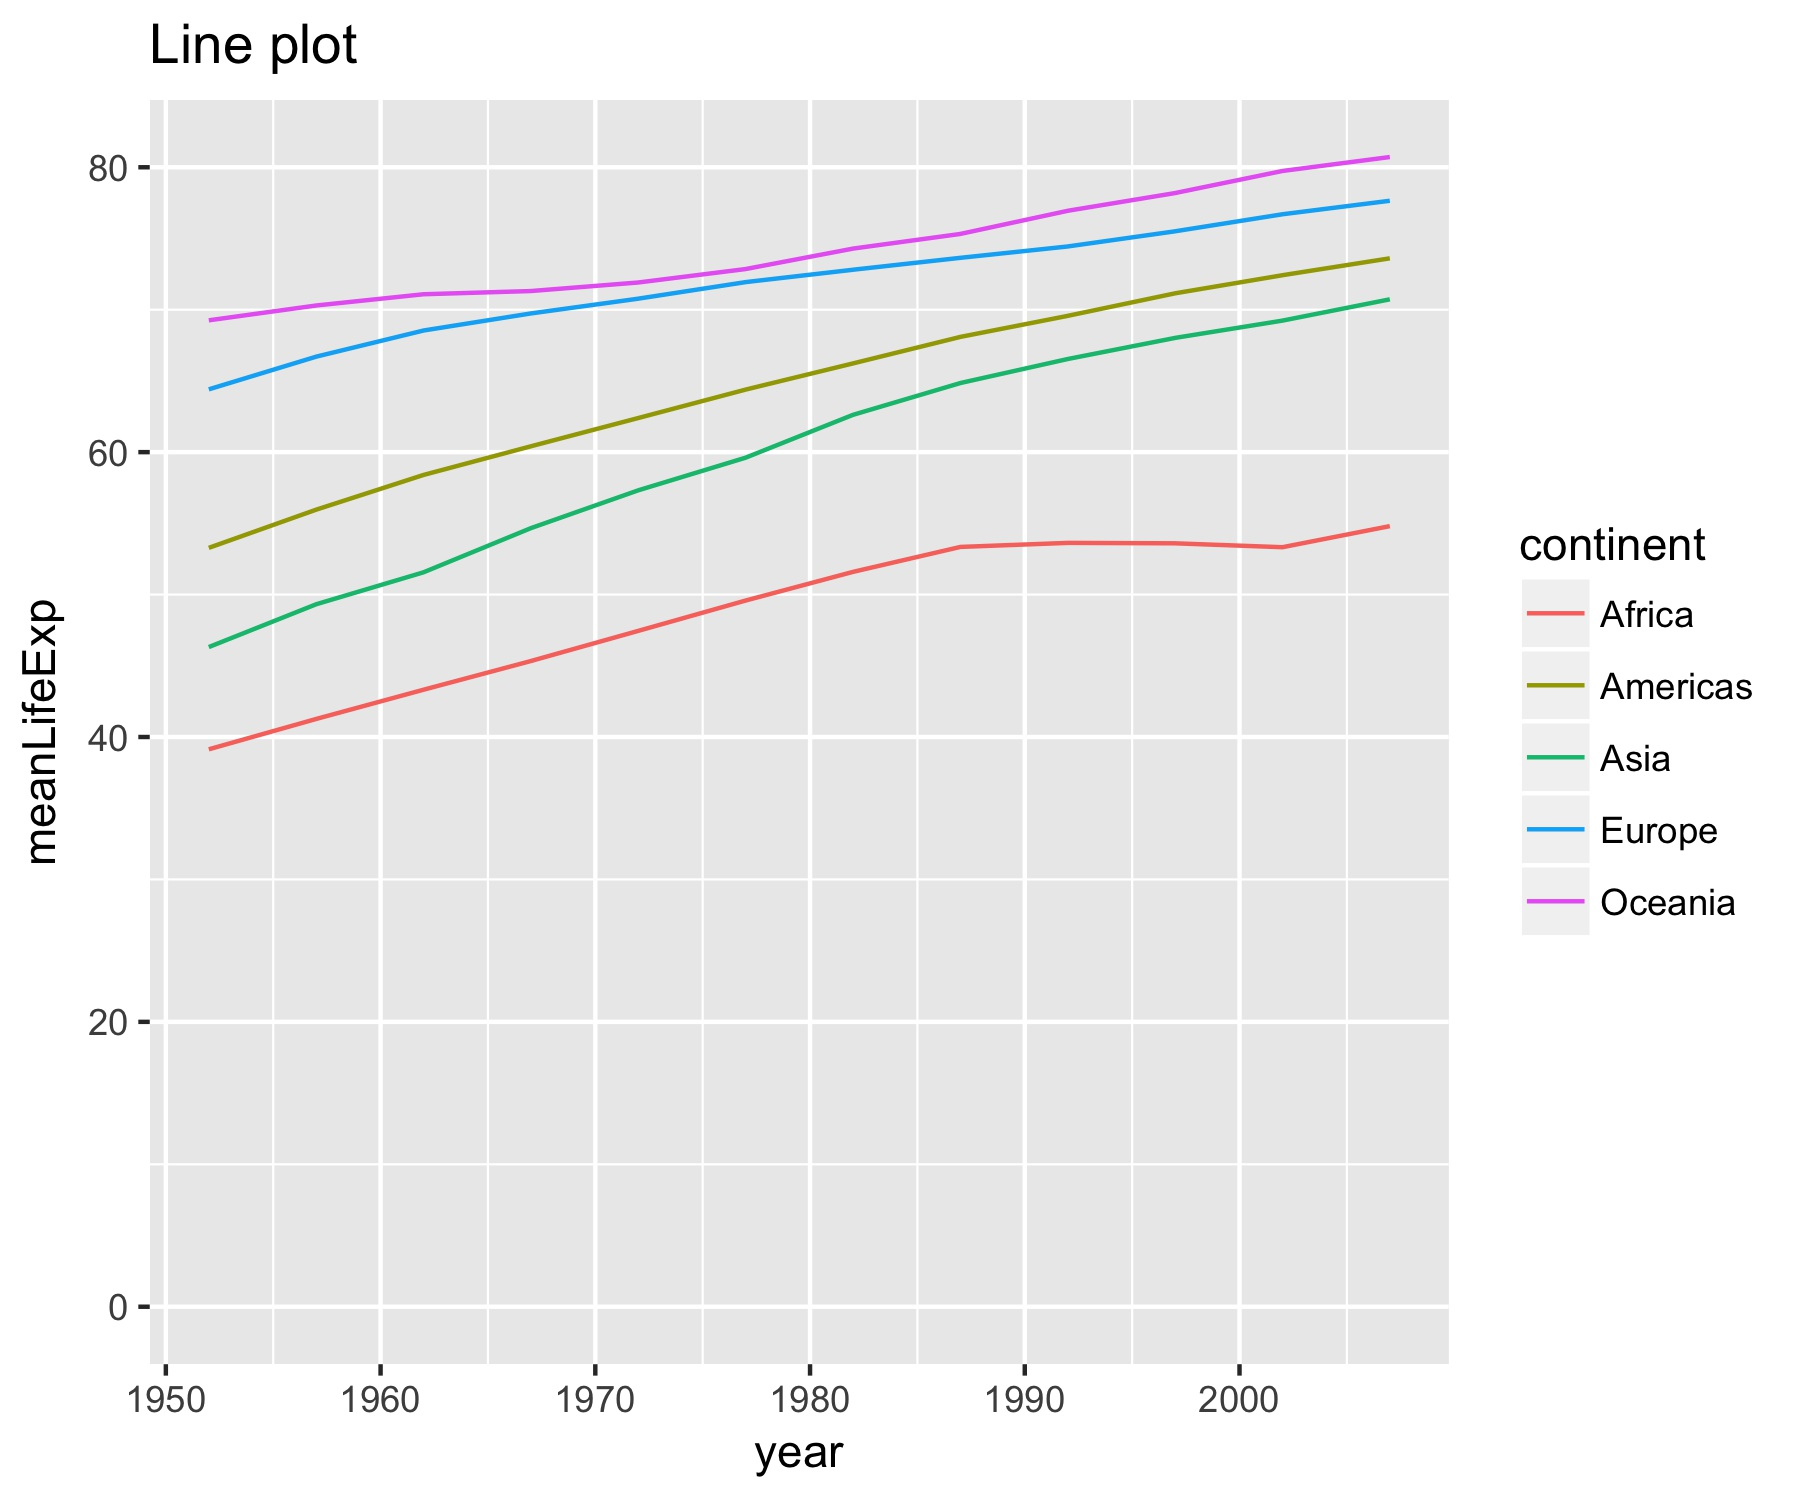 Line plot
80
60
40
20
0
meanLifeExp
1950 1960 1970 1980 1990 2000
year
continent
Africa
Americas
Asia
Europe
Oceania